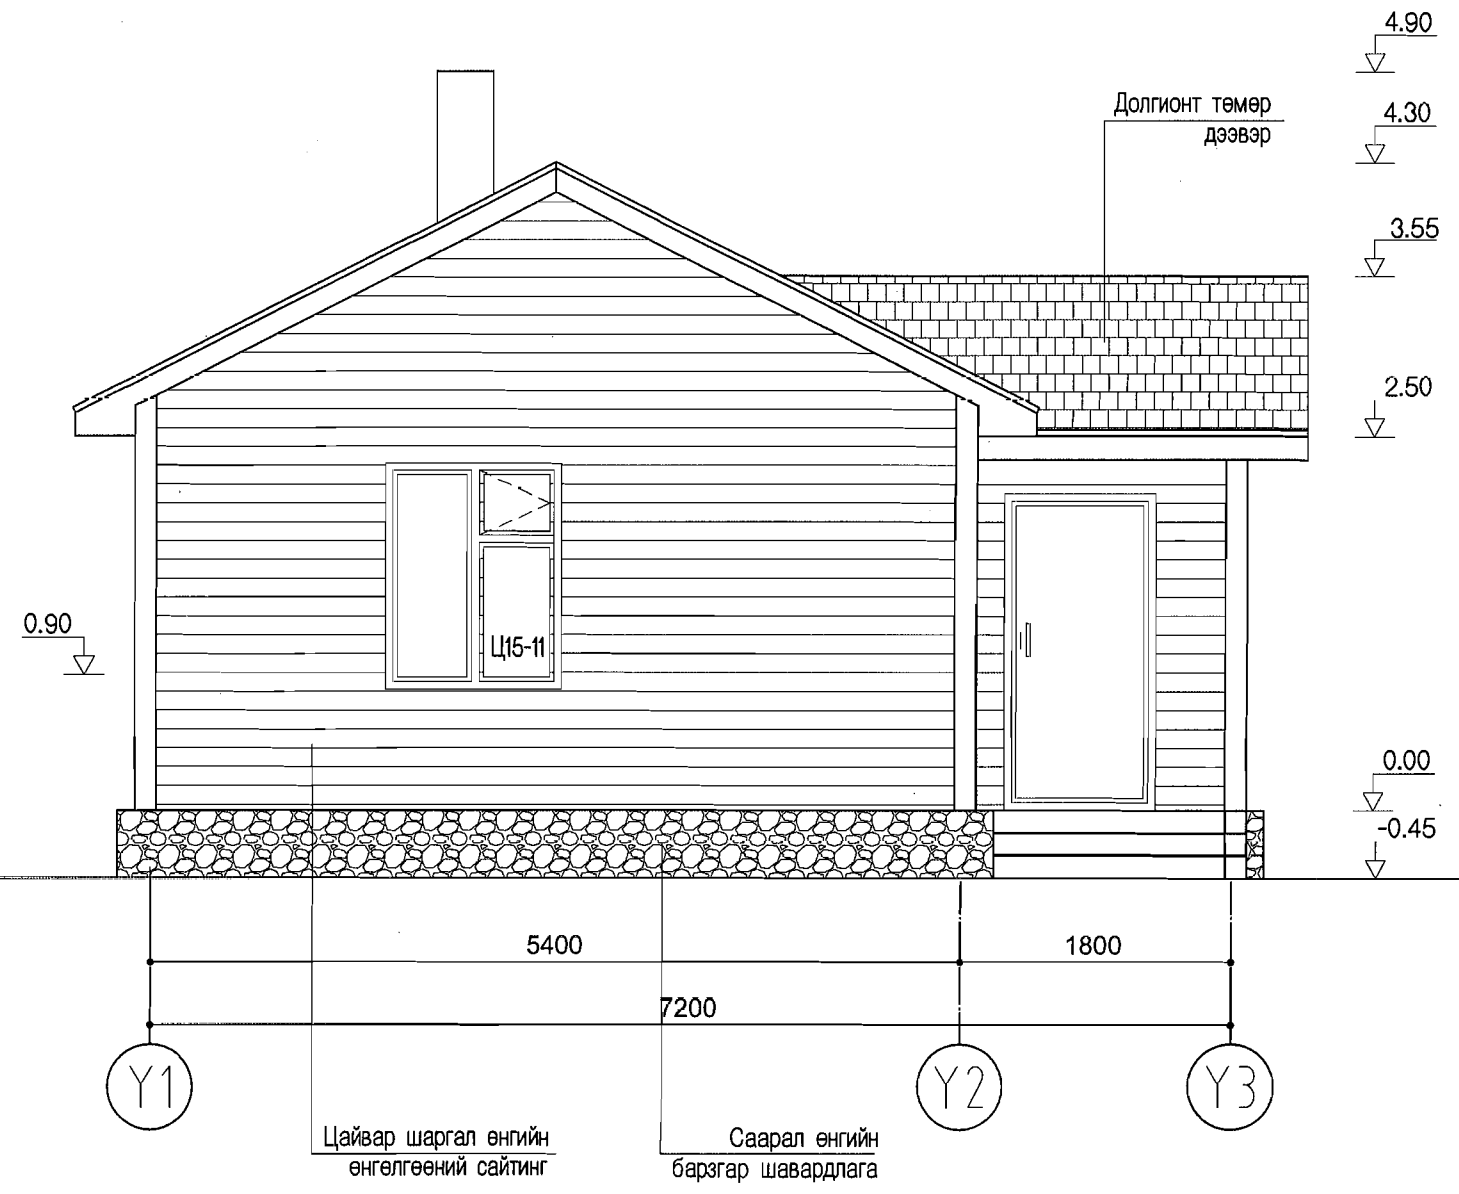 4.90
Долгионт төмөр
дээвэр
4.30
3.55
2.50
0.90
Ц15-11
0.00
-0.45
5400
1800
7200
Y1
Y2
Y3
Цайвар шаргал өнгийн
өнгөлгөөний сайтинг
Саарал өнгийн
барзгар шавардлага